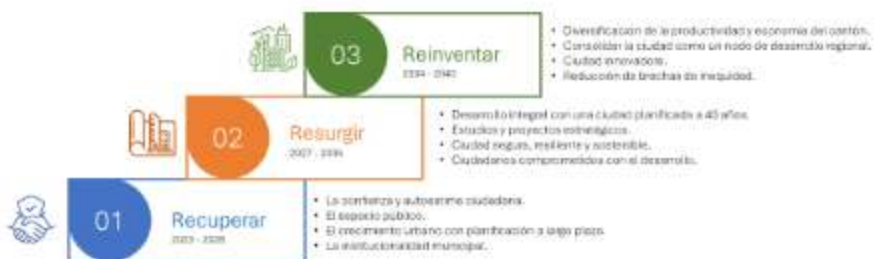 03
Reinventar
• Diversificación de la productividad y economía del cantón.
• Consolidar la ciudad como un nodo de desarrollo regional.
• Ciudad innovadora.
• Reducción de brechas de inequidad.
02
Resurgir
• Desarrollo integral con una ciudad planificada a 40 años.
• Estudios y proyectos estratégicos.
• Ciudad segura, resiliente y sostenible.
• Ciudadanos comprometidos con el desarrollo.
01
Recuperar
• La confianza y autoestima ciudadana.
• El espacio público.
• El crecimiento urbano con planificación a largo plazo.
• La institucionalidad municipal.